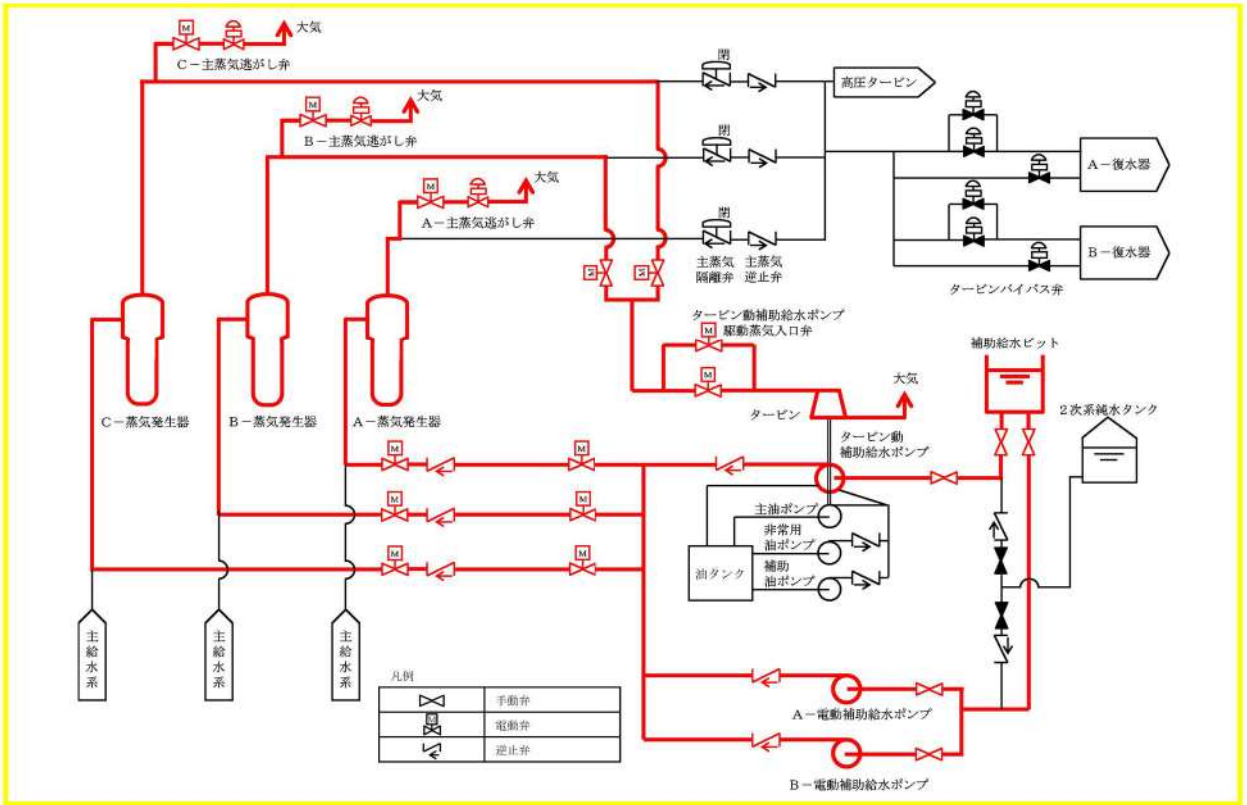 M
大気
C－主蒸気逃がし弁
M
大気
B－主蒸気逃がし弁
M
大気
A－主蒸気逃がし弁
閉
閉
閉
主蒸気
隔離弁
主蒸気
逆止弁
高圧タービン
A－復水器
B－復水器
タービンバイパス弁
M
M
タービン動補助給水ポンプ
駆動蒸気入口弁
M
M
タービン
大気
補助給水ピット
2次系純水タンク
C－蒸気発生器
B－蒸気発生器
A－蒸気発生器
タービン動
補助給水ポンプ
M
M
M
M
M
M
主油ポンプ
非常用
油ポンプ
補助
油ポンプ
油タンク
主給水系
主給水系
主給水系
A－電動補助給水ポンプ
B－電動補助給水ポンプ
凡例
手動弁
M
電動弁
逆止弁